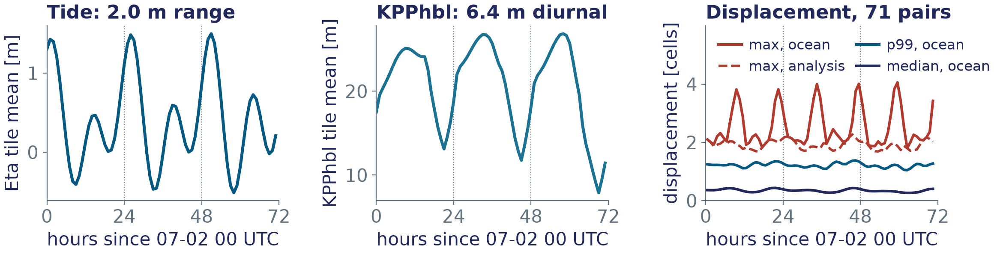 Tide: 2.0 m range
Eta tile mean [m]
1
0
0 24 48 72
hours since 07-02 00 UTC
KPPhbl: 6.4 m diurnal
KPPhbl tile mean [m]
20
10
0 24 48 72
hours since 07-02 00 UTC
Displacement, 71 pairs
displacement [cells]
max, ocean
max, analysis
p99, ocean
median, ocean
4
2
0
0 24 48 72
hours since 07-02 00 UTC